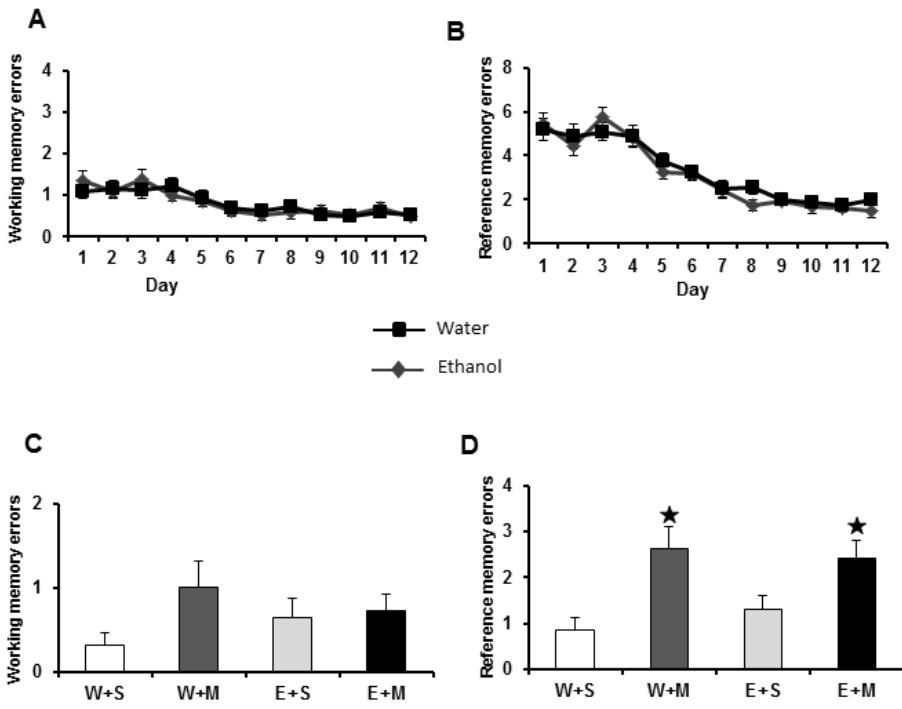 A
Working memory errors
4
3
2
1
0
1 2 3 4 5 6 7 8 9 10 11 12
Day
B
Reference memory errors
8
6
4
2
0
1 2 3 4 5 6 7 8 9 10 11 12
Day
Water
Ethanol
C
Working memory errors
2
1
0
W+S W+M E+S E+M
D
Reference memory errors
4
3
2
1
0
W+S W+M E+S E+M